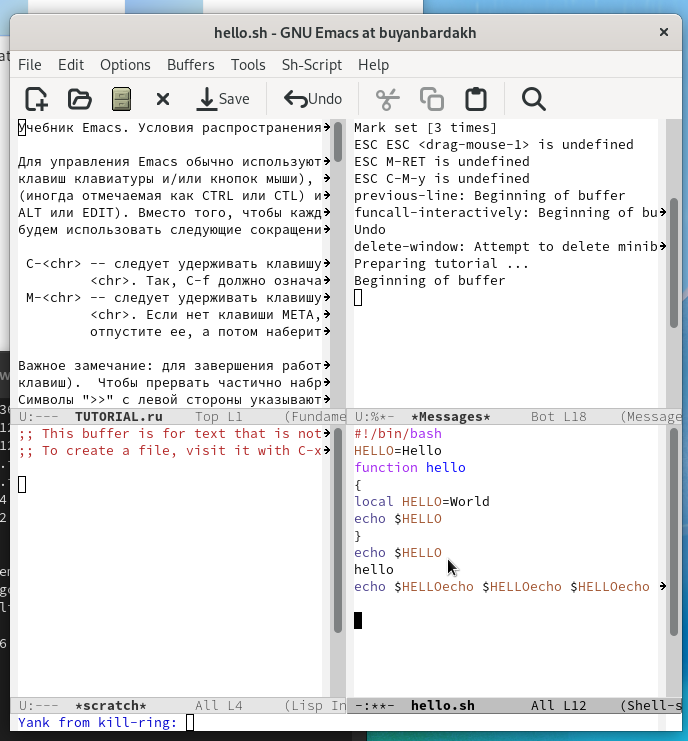 hello.sh - GNU Emacs at buyanbardakh
File Edit Options Buffers Tools Sh-Script Help
Save Undo
Учебник Emacs. Условия распространения
Для управления Emacs обычно используют
клавиш клавиатуры и/или кнопок мыши),
(иногда отмечаемая как CTRL или CTL) и
ALT или EDIT). Вместо того, чтобы кажд
будем использовать следующие сокращени
C-<chr> -- следует удерживать клавишу
<chr>. Так, C-f должно означа
M-<chr> -- следует удерживать клавишу
<chr>. Если нет клавиши META,
отпустите ее, а потом наберит
Важное замечание: для завершения работ
клавиш).  Чтобы прервать частично набр
Символы ">>" с левой стороны указывают
U:---  TUTORIAL.ru    Top L1     (Fundame
Mark set [3 times]
ESC ESC <drag-mouse-1> is undefined
ESC M-RET is undefined
ESC C-M-y is undefined
previous-line: Beginning of buffer
funcall-interactively: Beginning of bu
Undo
delete-window: Attempt to delete minib
Preparing tutorial ...
Beginning of buffer
U:%*-  *Messages*     Bot L18    (Message
;; This buffer is for text that is not
;; To create a file, visit it with C-x
U:---  *scratch*      All L4     (Lisp In
#!/bin/bash
HELLO=Hello
function hello
{
local HELLO=World
echo $HELLO
}
echo $HELLO
hello
echo $HELLOecho $HELLOecho $HELLOecho
-:**-  hello.sh       All L12    (Shell-s
Yank from kill-ring: